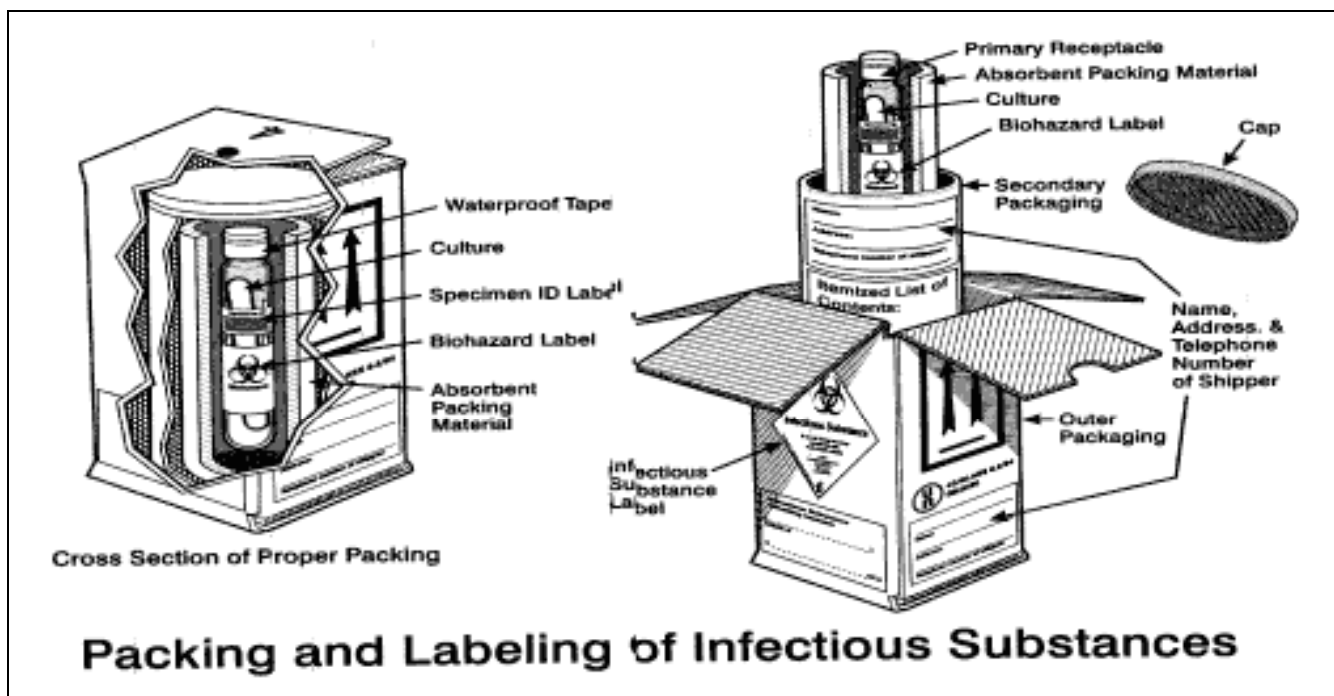 Waterproof Tape
Culture
Specimen ID Label
Biohazard Label
Absorbent
Packing
Material
Cross Section of Proper Packing
Primary Receptacle
Absorbent Packing Material
Culture
Biohazard Label
Cap
Secondary
Packaging
Itemized List of
Contents:
Name,
Address. &
Telephone
Number
of Shipper
Outer
Packaging
Infectious Substance
Infectious
Substance
Label
Packing and Labeling of Infectious Substances